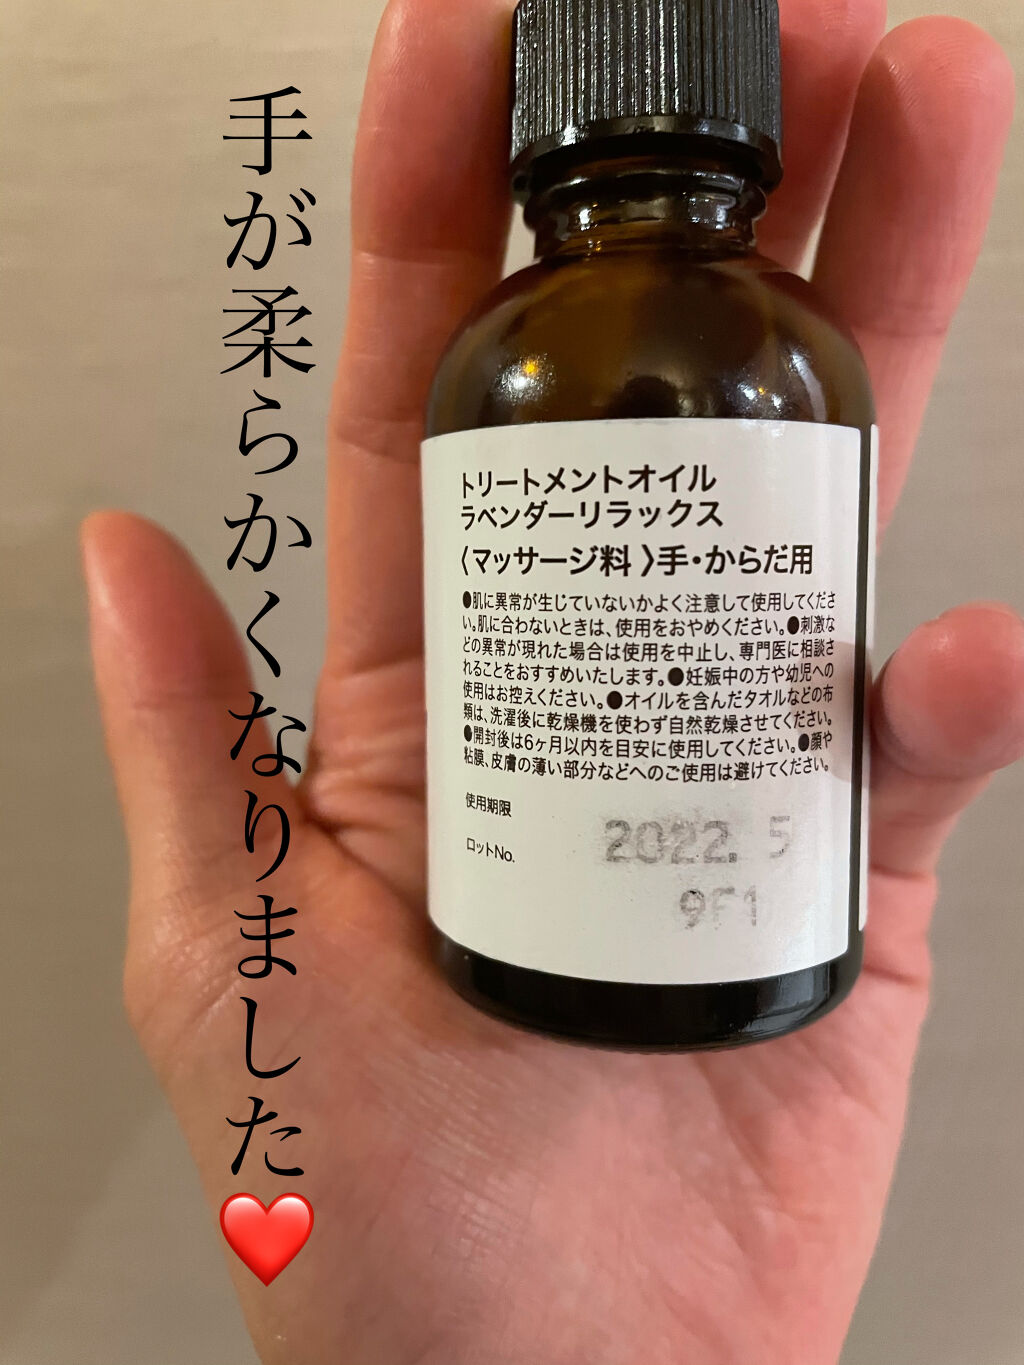 手が柔らかくなりました❤️
トリートメントオイル
ラベンダーリラックス
〈マッサージ料〉手・からだ用
●肌に異常が生じていないかよく注意して使用してくださ
い。肌に合わないときは、使用をおやめください。●刺激な
どの異常が現れた場合は使用を中止し、専門医に相談さ
れることをおすすめいたします。●妊娠中の方や幼児への
使用はお控えください。●オイルを含んだタオルなどの布
類は、洗濯後に乾燥機を使わず自然乾燥させてください。
●開封後は6ヶ月以内を目安に使用してください。●顔や
粘膜、皮膚の薄い部分などへのご使用は避けてください。
使用期限
2022. 5
ロットNo.
9F1